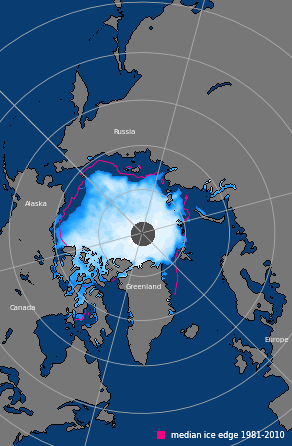 Russia
Alaska
Greenland
Canada
Europe
median ice edge 1981-2010